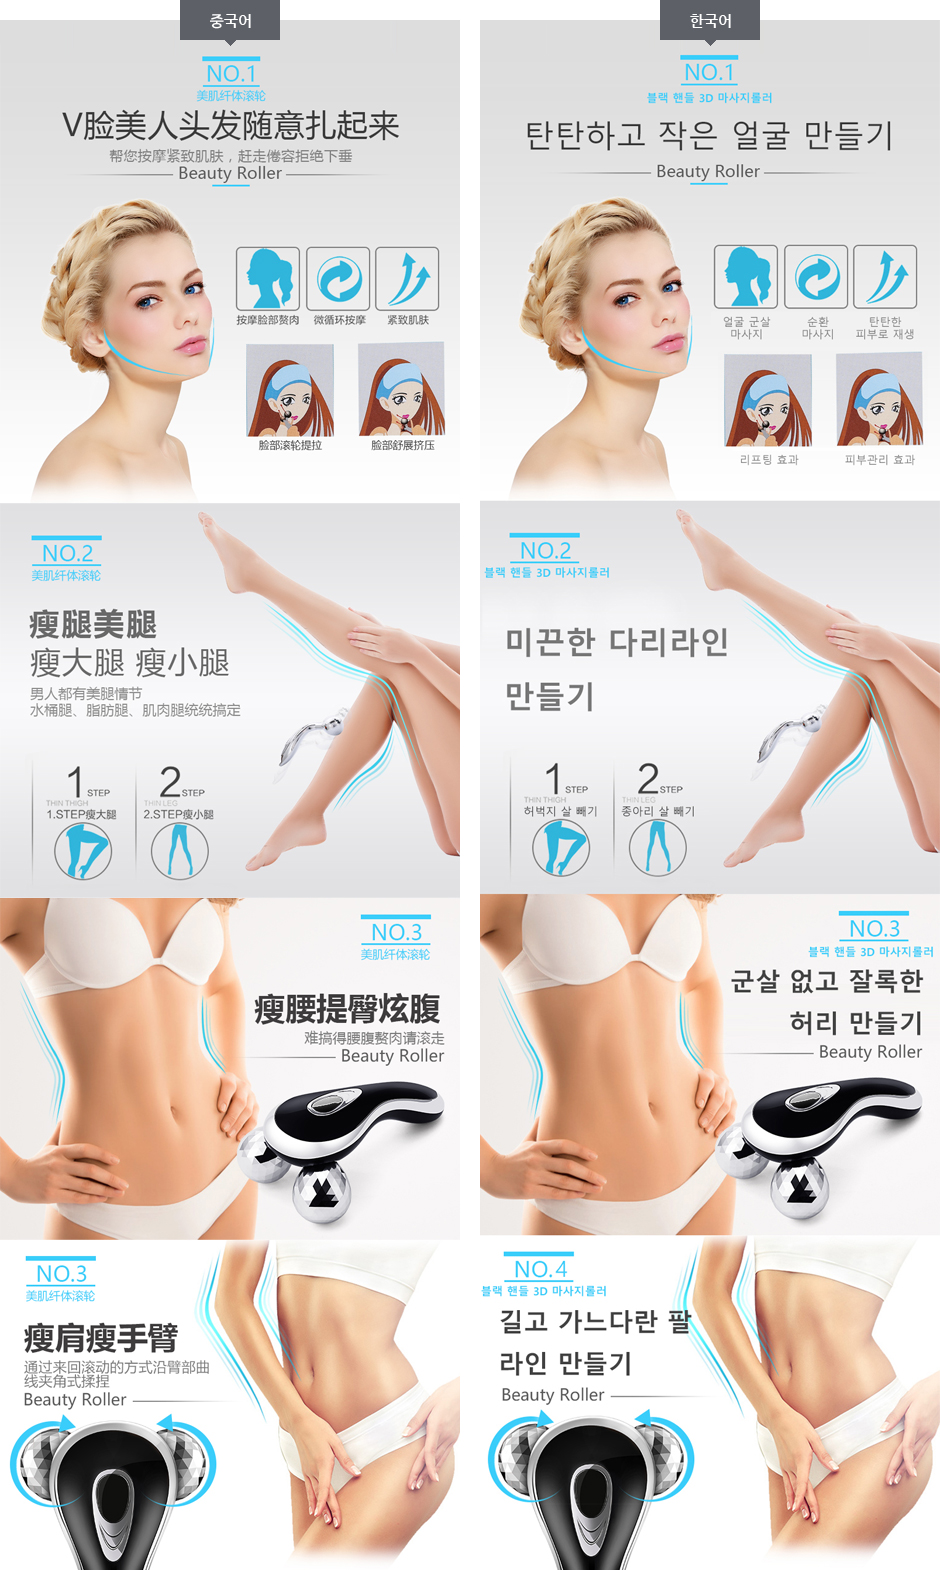 중국어
NO.1
美肌纤体滚轮
V脸美人头发随意扎起来
帮您按摩紧致肌肤，赶走倦容拒绝下垂
Beauty Roller
按摩脸部赘肉
微循环按摩
紧致肌肤
脸部滚轮提拉
脸部舒展挤压
NO.2
美肌纤体滚轮
瘦腿美腿
瘦大腿 瘦小腿
男人都有美腿情节
水桶腿、脂肪腿、肌肉腿统统搞定
1 STEP
THIN THIGH
1.STEP瘦大腿
2 STEP
THIN LEG
2.STEP瘦小腿
NO.3
美肌纤体滚轮
瘦腰提臀炫腹
难搞得腰腹整肉请滚走
Beauty Roller
NO.3
美肌纤体滚轮
瘦肩瘦手臂
通过来回滚动的方式沿臂部曲
线夹角式揉捏
Beauty Roller
한국어
NO.1
블랙 핸들 3D 마사지롤러
탄탄하고 작은 얼굴 만들기
Beauty Roller
얼굴 군살
마사지
순환
마사지
탄탄한
피부로 재생
리프팅 효과
피부관리 효과
NO.2
블랙 핸들 3D 마사지롤러
미끈한 다리라인
만들기
1 STEP
THIN THIGH
허벅지 살 빼기
2 STEP
THIN LEG
종아리 살 빼기
NO.3
블랙 핸들 3D 마사지롤러
군살 없고 잘록한
허리 만들기
Beauty Roller
NO.4
블랙 핸들 3D 마사지롤러
길고 가느다란 팔
라인 만들기
Beauty Roller